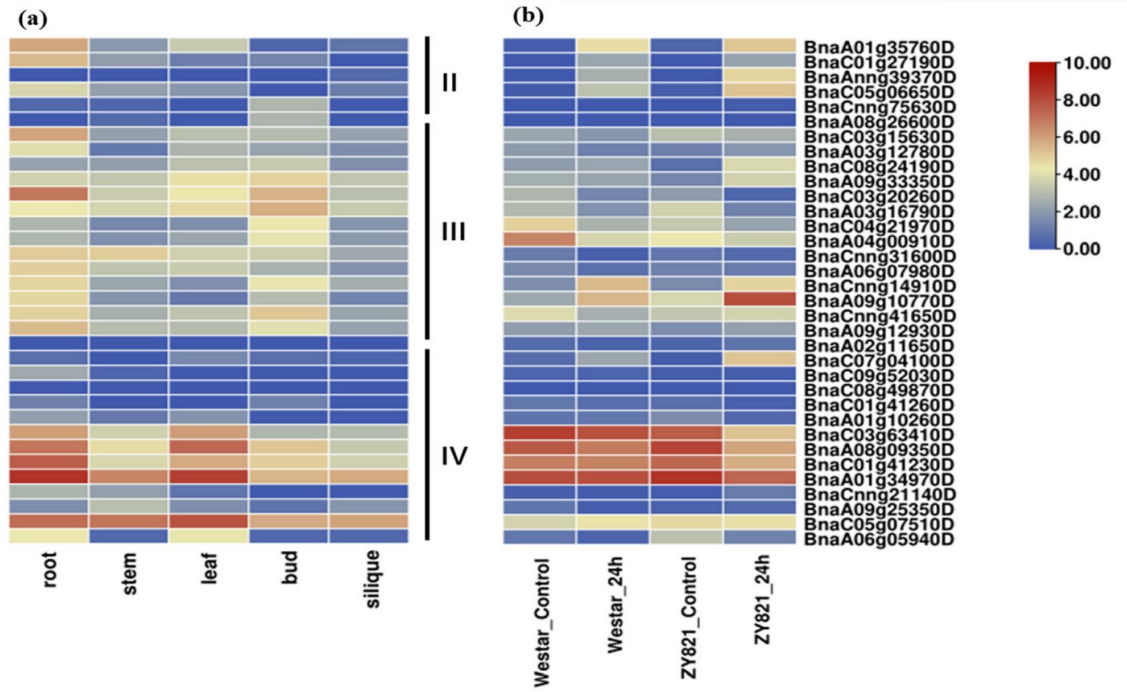 (a)
(b)
II
III
IV
root
stem
leaf
bud
silique
Westar_Control
Westar_24h
ZY821_Control
ZY821_24h
BnaA01g35760D
BnaC01g27190D
BnaAnng39370D
BnaC05g06650D
BnaCnng75630D
BnaA08g26600D
BnaC03g15630D
BnaA03g12780D
BnaC08g24190D
BnaA09g33350D
BnaC03g20260D
BnaA03g16790D
BnaC04g21970D
BnaA04g00910D
BnaCnng31600D
BnaA06g07980D
BnaCnng14910D
BnaA09g10770D
BnaCnng41650D
BnaA09g12930D
BnaA02g11650D
BnaC07g04100D
BnaC09g52030D
BnaC08g49870D
BnaC01g41260D
BnaA01g10260D
BnaC03g63410D
BnaA08g09350D
BnaC01g41230D
BnaA01g34970D
BnaCnng21140D
BnaA09g25350D
BnaC05g07510D
BnaA06g05940D
10.00
8.00
6.00
4.00
2.00
0.00